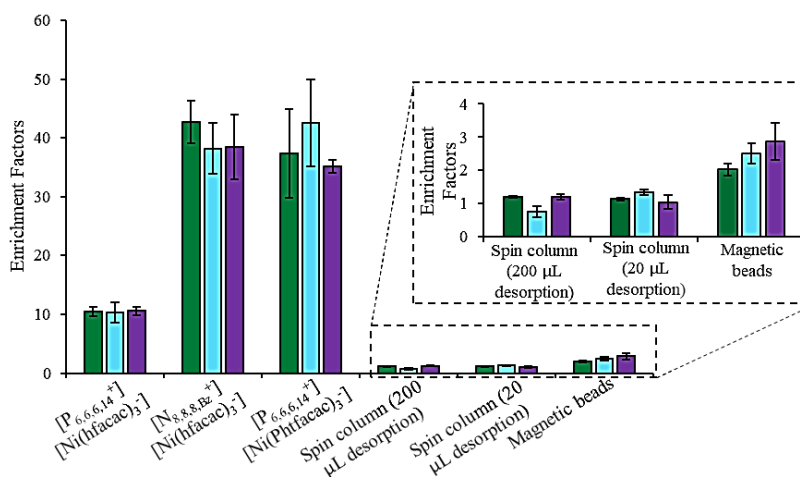 Enrichment Factors
60
50
40
30
20
10
0
[P6,6,6,14+]
[Ni(hfacac)3-]
[N8,8,8,Bz+]
[Ni(hfacac)3-]
[P6,6,6,14+]
[Ni(Phtfacac)3-]
Spin column (200
µL desorption)
Spin column (20
µL desorption)
Magnetic beads
Enrichment
Factors
4
3
2
1
0
Spin column
(200 µL
desorption)
Spin column
(20 µL
desorption)
Magnetic
beads